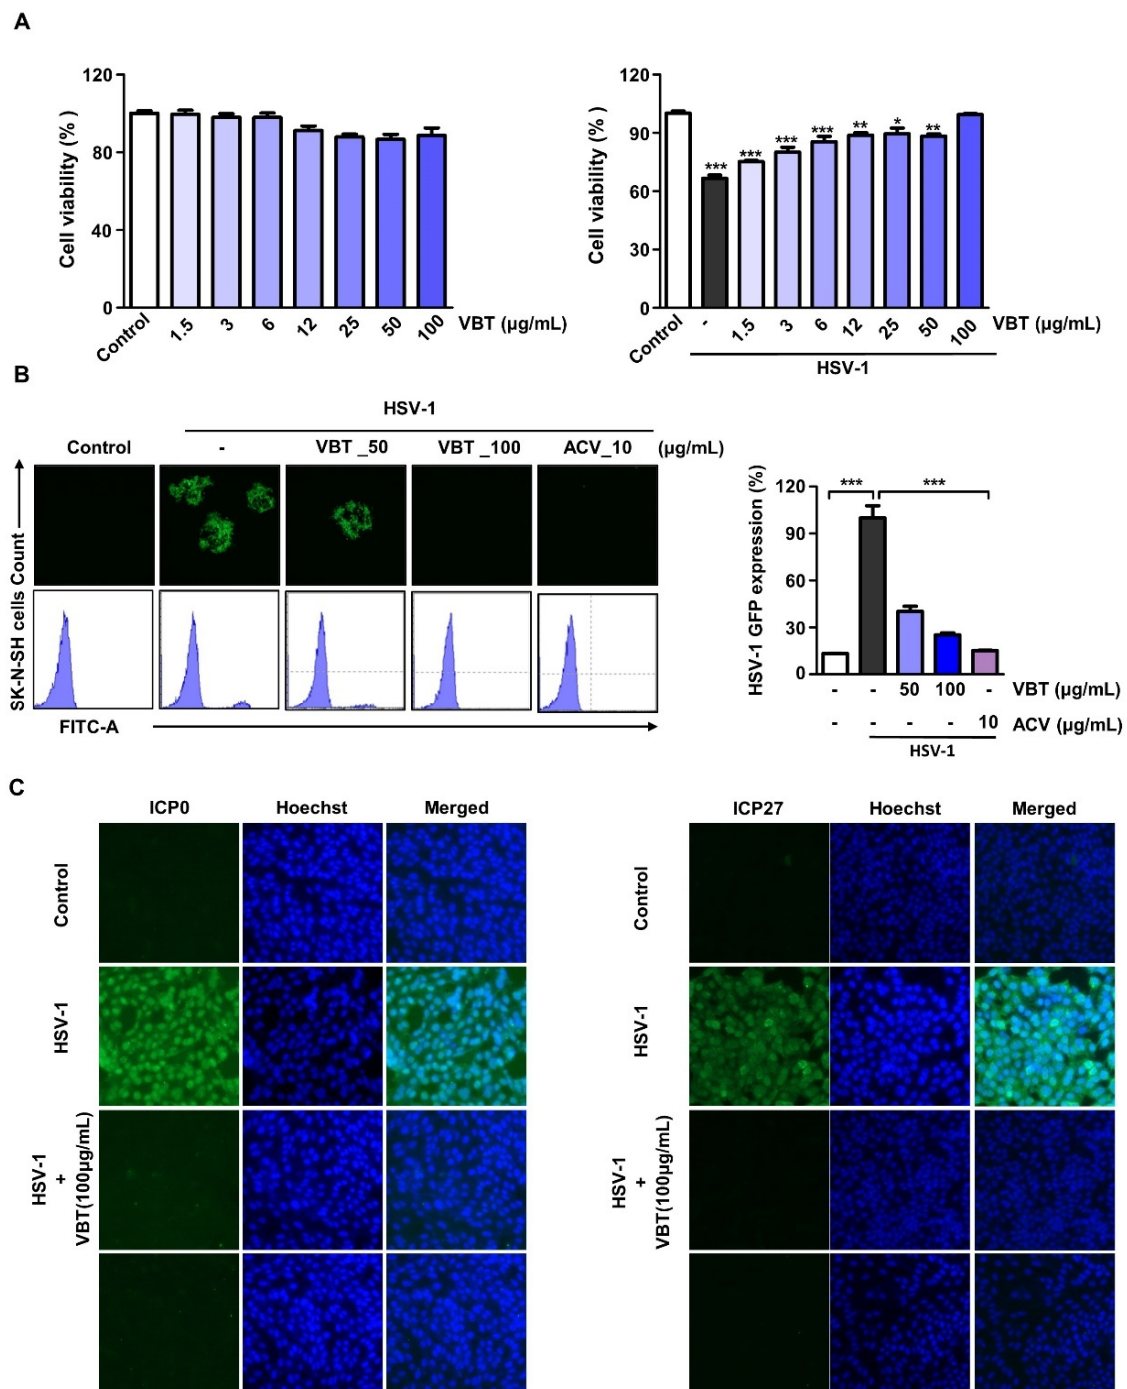 A
120
80
40
0
Cell viability (% )
Control
1.5
3
6
12
25
50
100
VBT (µg/mL)
120
90
60
30
0
Cell viability (% )
***
***
***
***
**
*
**
Control
-
1.5
3
6
12
25
50
100
VBT (µg/mL)
HSV-1
B
HSV-1
Control
-
VBT _50
VBT _100
ACV_10
(µg/mL)
SK-N-SH cells Count
FITC-A
HSV-1 GFP expression (%)
120
90
60
30
0
***
***
- - 50 100 - VBT (µg/mL)
- - - - 10 ACV (µg/mL)
HSV-1
C
ICP0 Hoechst Merged
Control
HSV-1
HSV-1
+
VBT(100µg/mL)
ICP27 Hoechst Merged
Control
HSV-1
HSV-1
+
VBT(100µg/mL)